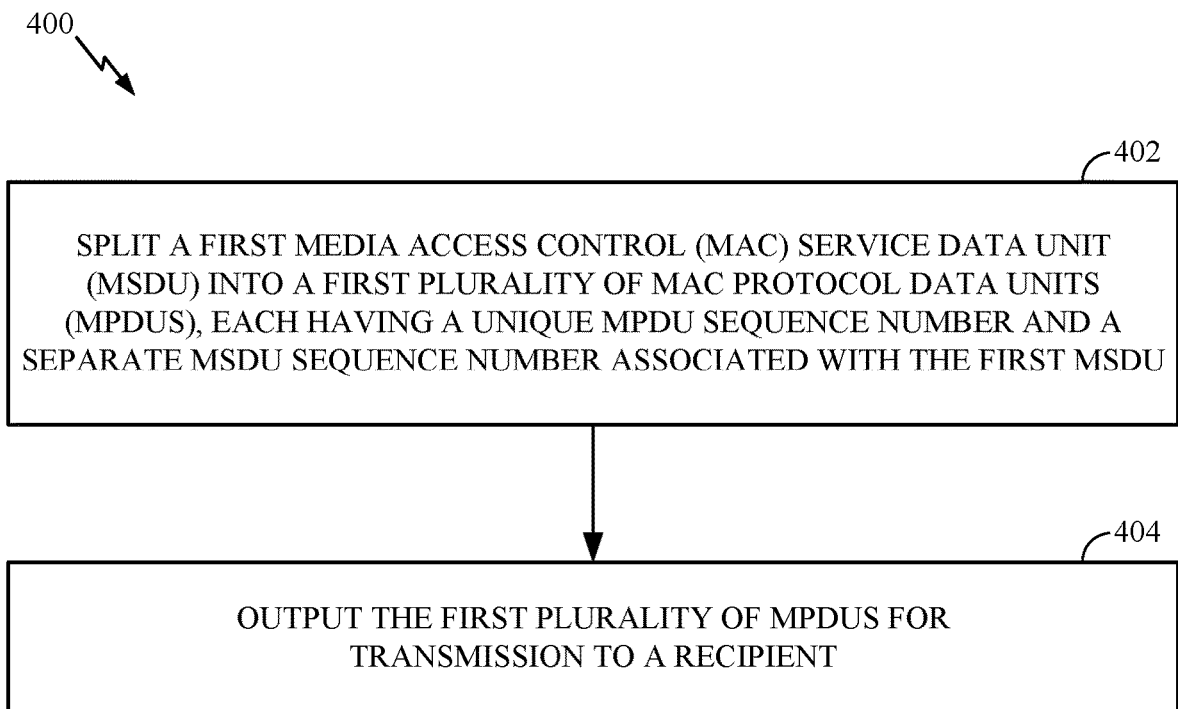 400
402
SPLIT A FIRST MEDIA ACCESS CONTROL (MAC) SERVICE DATA UNIT
(MSDU) INTO A FIRST PLURALITY OF MAC PROTOCOL DATA UNITS
(MPDUS), EACH HAVING A UNIQUE MPDU SEQUENCE NUMBER AND A
SEPARATE MSDU SEQUENCE NUMBER ASSOCIATED WITH THE FIRST MSDU
404
OUTPUT THE FIRST PLURALITY OF MPDUS FOR
TRANSMISSION TO A RECIPIENT